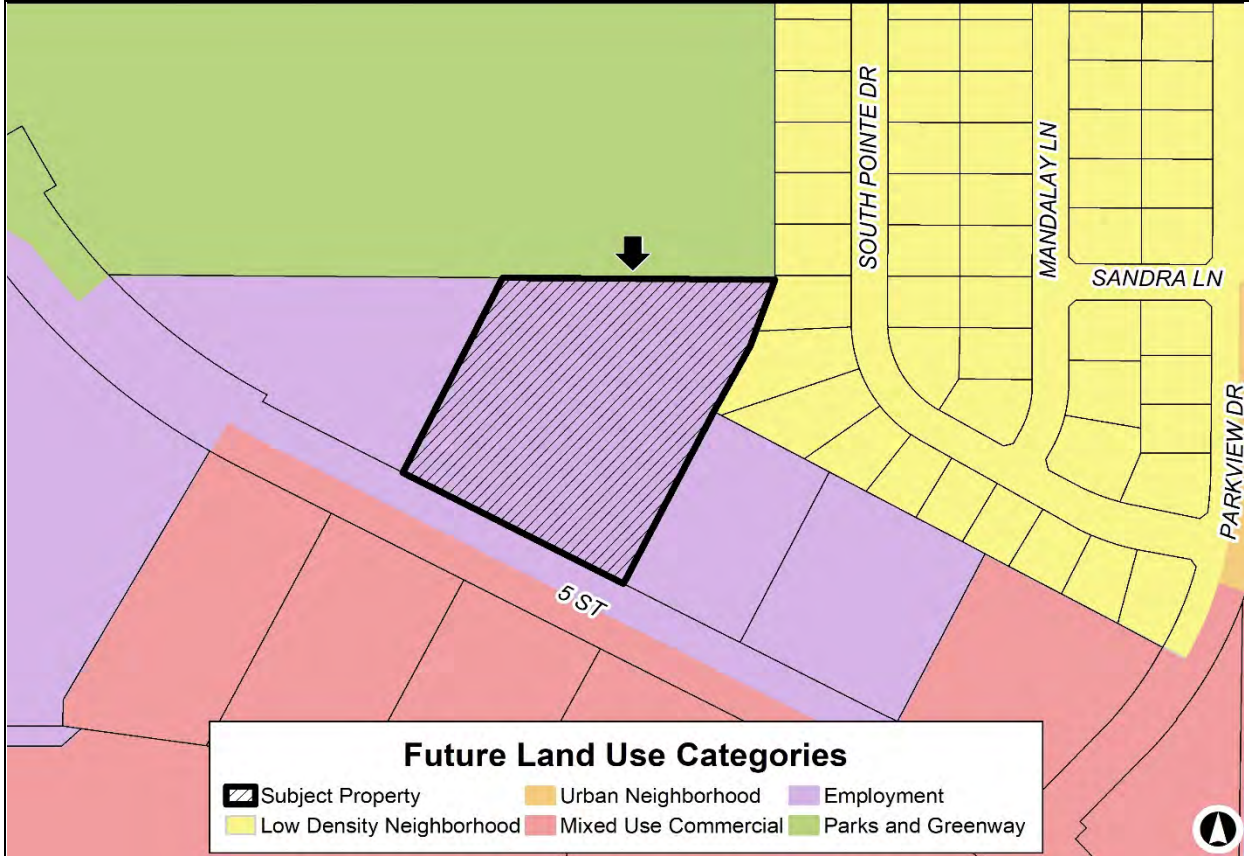 SOUTH POINTE DR
MANDALAY LN
SANDRA LN
PARKVIEW DR
5 ST
Future Land Use Categories
Subject Property
Urban Neighborhood
Employment
Low Density Neighborhood
Mixed Use Commercial
Parks and Greenway